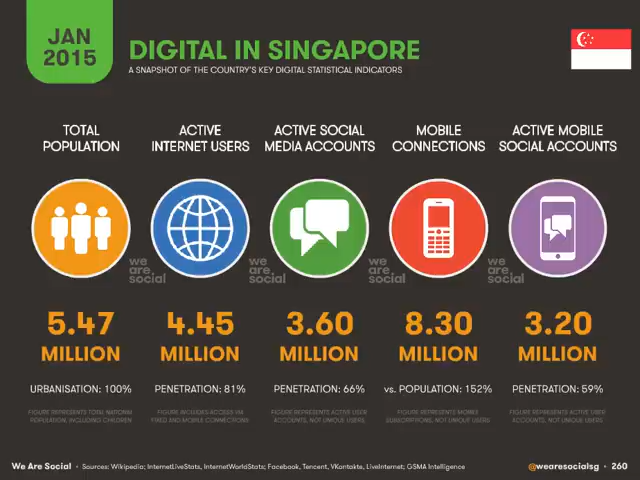 JAN
2015
DIGITAL IN SINGAPORE
A SNAPSHOT OF THE COUNTRY'S KEY DIGITAL STATISTICAL INDICATORS
TOTAL
POPULATION
ACTIVE
INTERNET USERS
ACTIVE SOCIAL
MEDIA ACCOUNTS
MOBILE
CONNECTIONS
ACTIVE MOBILE
SOCIAL ACCOUNTS
we
are
social
we
are
social
we
are
social
we
are
social
5.47
MILLION
4.45
MILLION
3.60
MILLION
8.30
MILLION
3.20
MILLION
URBANISATION: 100%
PENETRATION: 81%
PENETRATION: 66%
vs. POPULATION: 152%
PENETRATION: 59%
FIGURE REPRESENTS TOTAL NATIONAL
POPULATION, INCLUDING CHILDREN
FIGURE INCLUDES ACCESS VIA
FIXED AND MOBILE CONNECTIONS
FIGURE REPRESENTS ACTIVE USER
ACCOUNTS, NOT UNIQUE USERS
FIGURE REPRESENTS MOBILE
SUBSCRIPTIONS, NOT UNIQUE USERS
FIGURE REPRESENTS ACTIVE USER
ACCOUNTS, NOT UNIQUE USERS
We Are Social • Sources: Wikipedia; InternetLiveStats, InternetWorldStats; Facebook, Tencent, VKontakte, LiveInternet; GSMA Intelligence
@wearesocialsg • 260